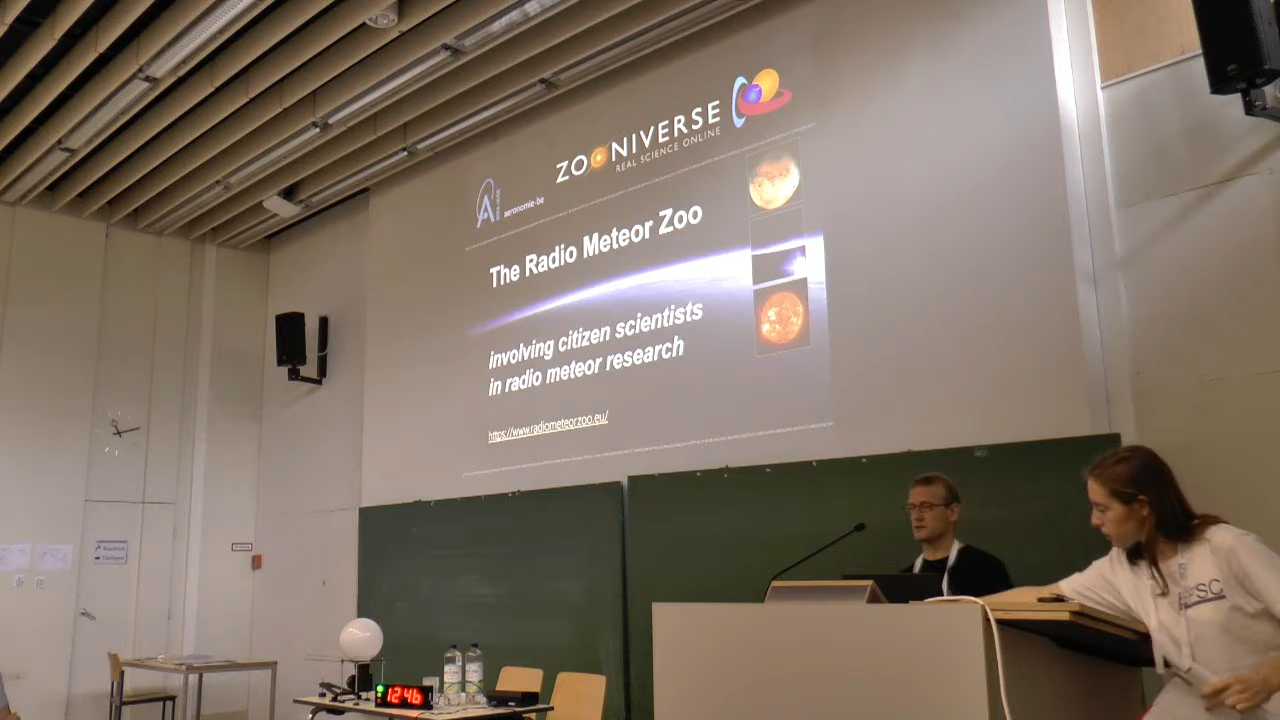 ZOONIVERSE
REAL SCIENCE ONLINE
aeronomie.be
The Radio Meteor Zoo
involving citizen scientists
in radio meteor research
https://www.radiometeorzoo.eu/
12:46
SC